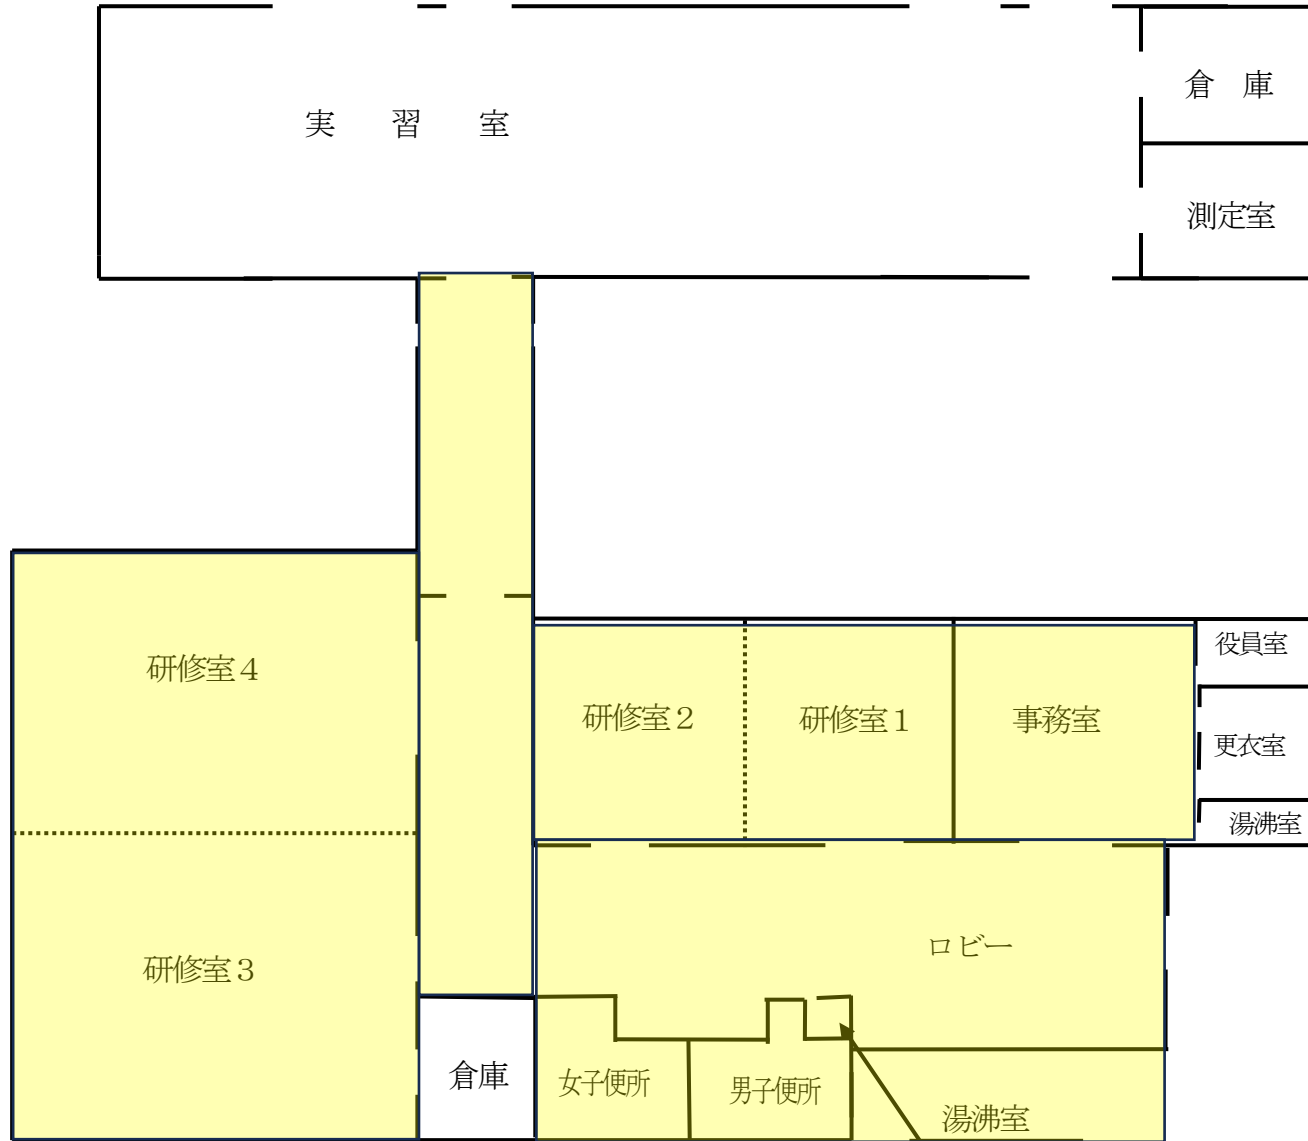 倉　庫
実　習　室
測定室
役員室
研修室４
研修室２
研修室１
事務室
更衣室
湯沸室
ロビー
研修室３
倉庫
女子便所
男子便所
湯沸室